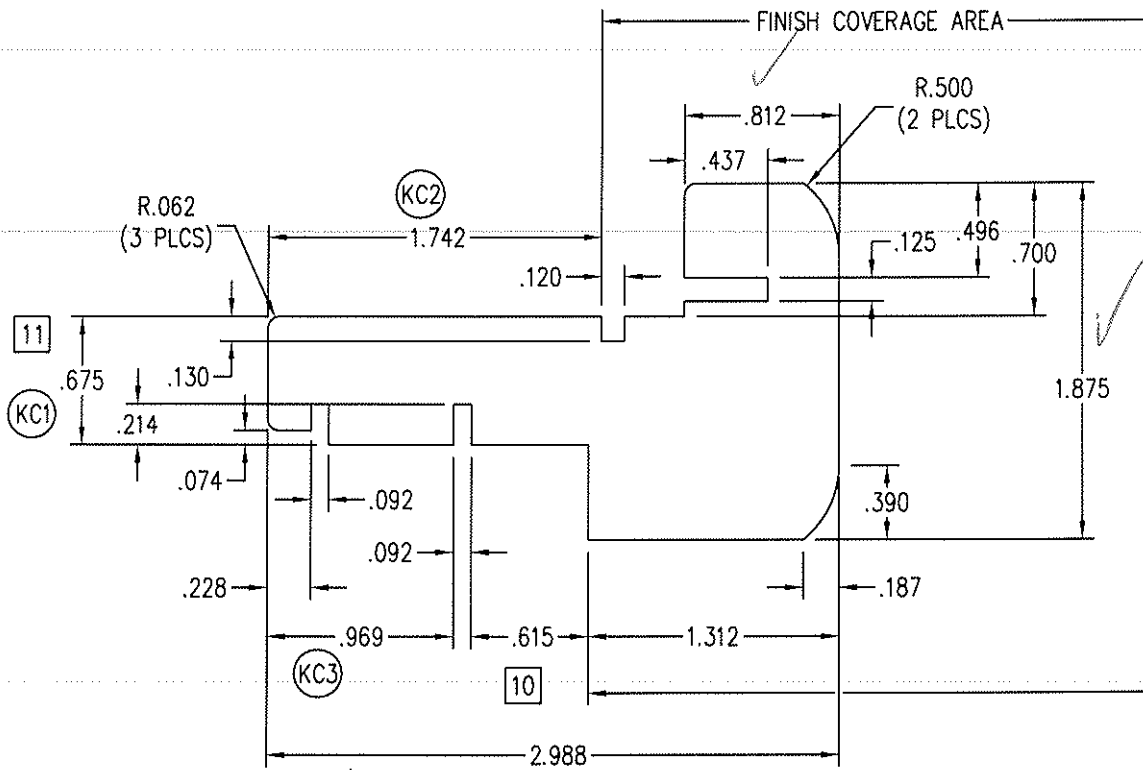 FINISH COVERAGE AREA
R.500
(2 PLCS)
.812
.437
KC2
R.062
(3 PLCS)
1.742
.125
.496
.700
.120
11
.675
.130
1.875
KC1
.214
.074
.092
.390
.092
.228
.187
.969
.615
1.312
KC3
10
2.988